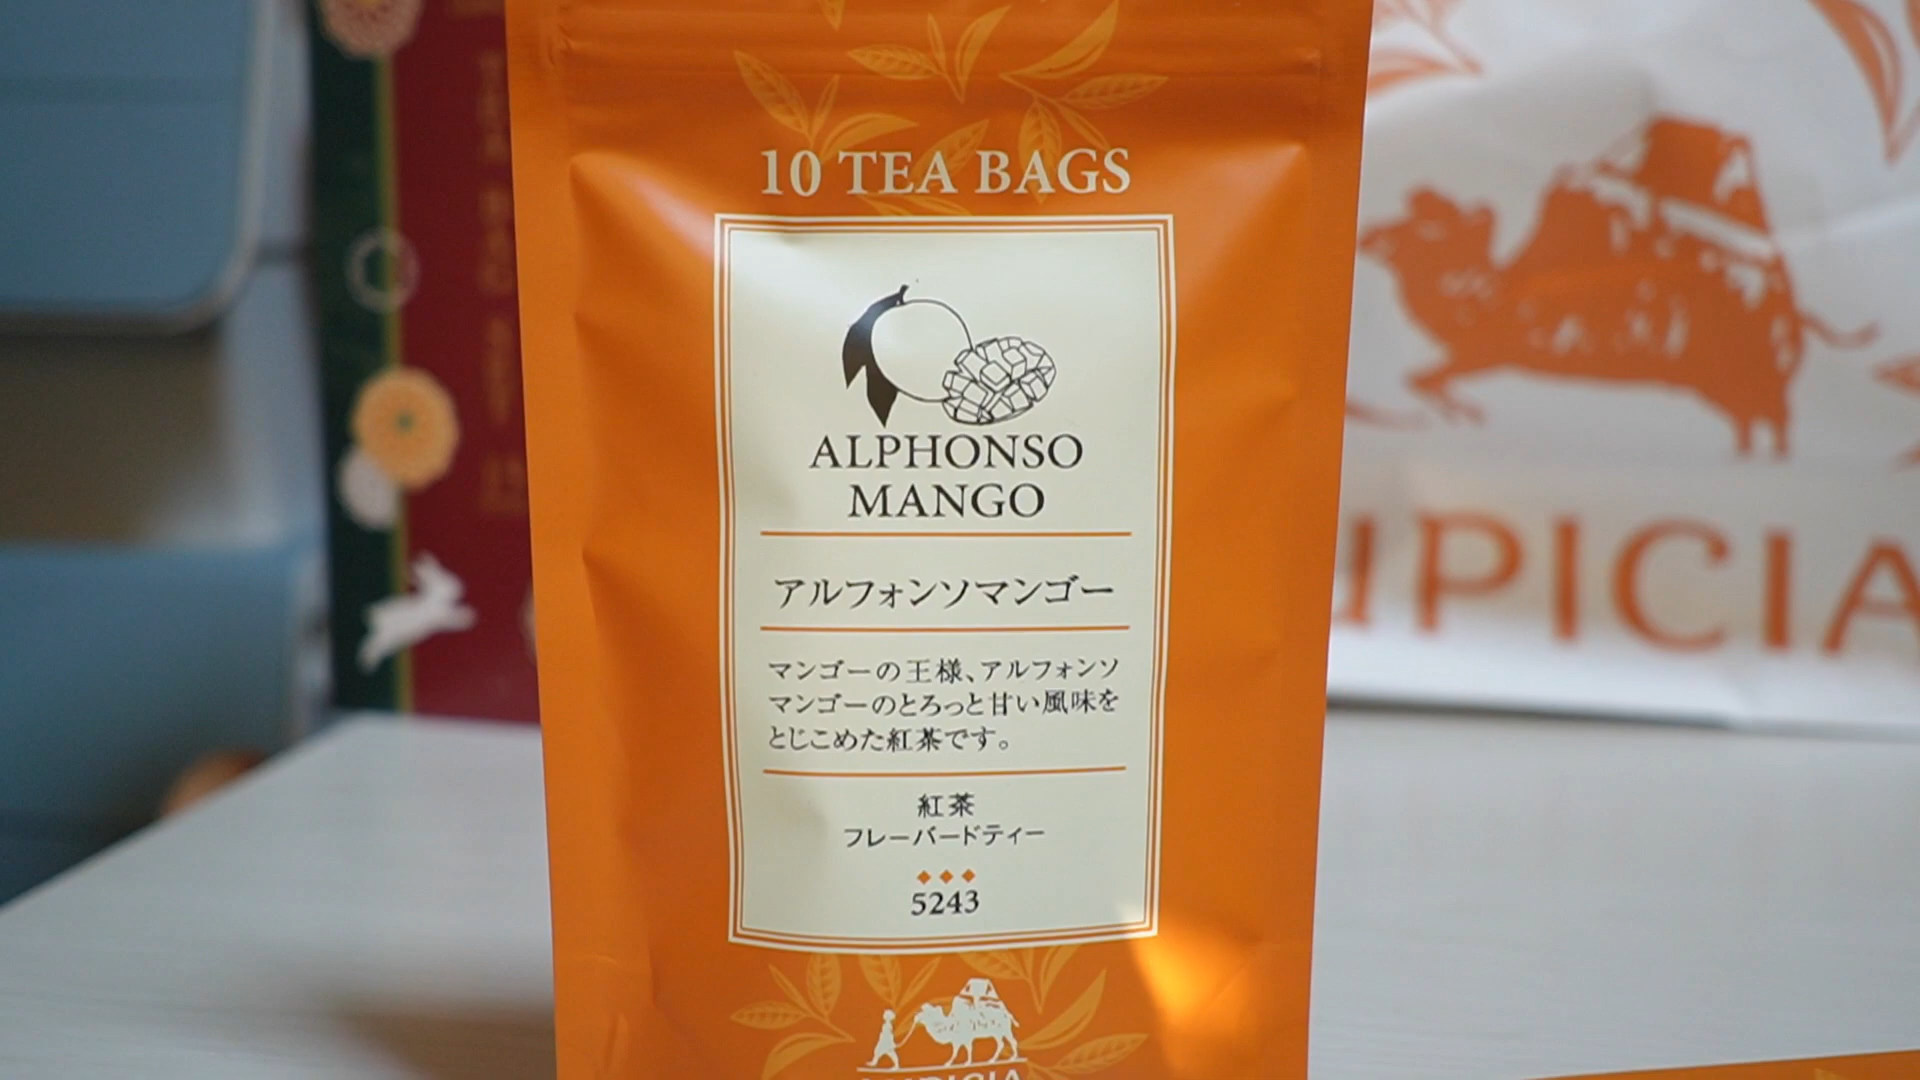 10 TEA BAGS
ALPHONSO
MANGO
アルフォンソマンゴー
マンゴーの王様、アルフォンソ
マンゴーのとろっと甘い風味を
とじこめた紅茶です。
紅茶
フレーバードティー
5243
LUPICIA
UPICIA